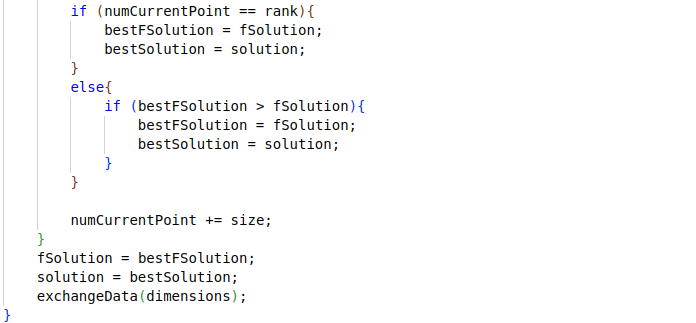 if (numCurrentPoint == rank){
bestFSolution = fSolution;
bestSolution = solution;
}
else{
if (bestFSolution > fSolution){
bestFSolution = fSolution;
bestSolution = solution;
}
}
numCurrentPoint += size;
}
fSolution = bestFSolution;
solution = bestSolution;
exchangeData(dimensions);
}